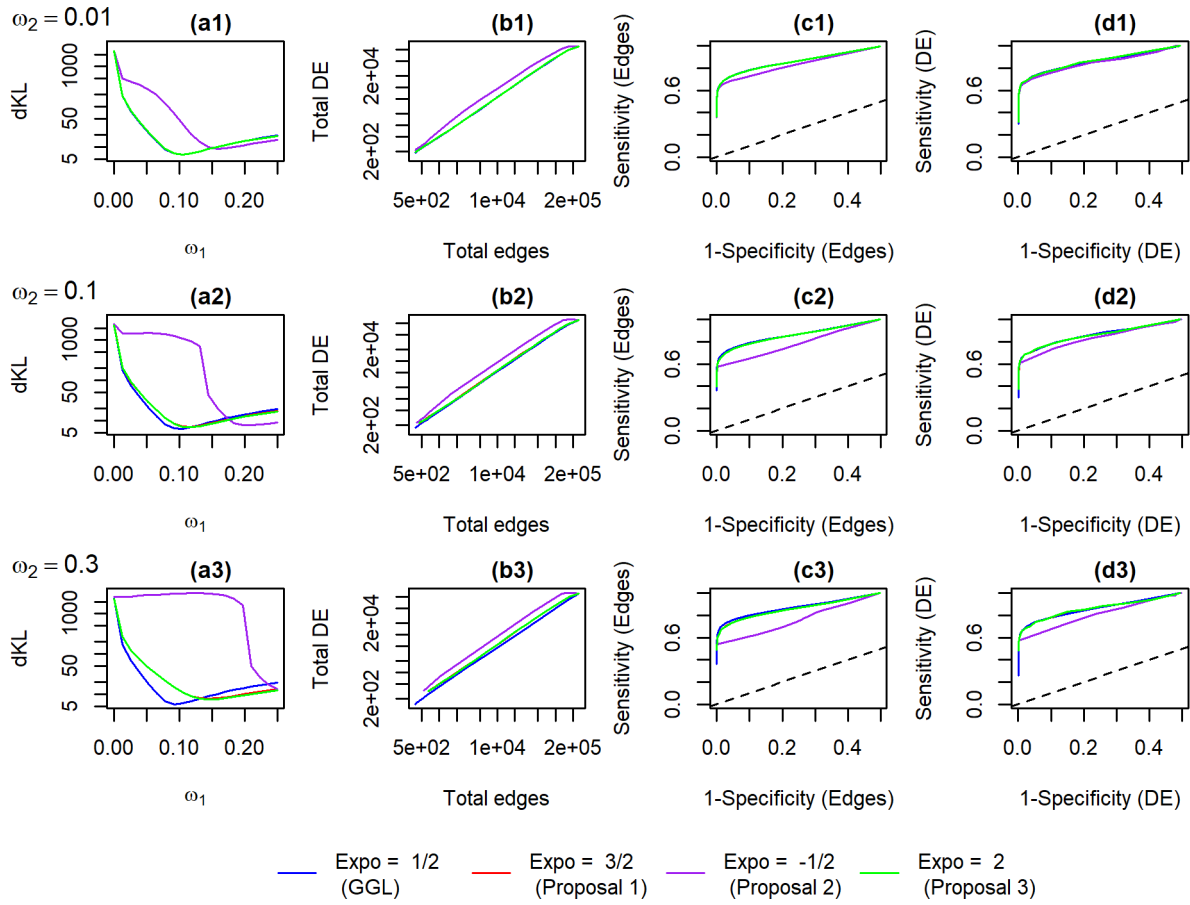 ω2 = 0.01
(a1)
dKL
5 50 1000
0.00 0.10 0.20
ω1
(b1)
Total DE
2e+02 2e+04
5e+02 1e+04 2e+05
Total edges
(c1)
Sensitivity (Edges)
0.0 0.6
0.0 0.2 0.4
1-Specificity (Edges)
(d1)
Sensitivity (DE)
0.0 0.6
0.0 0.2 0.4
1-Specificity (DE)
ω2 = 0.1
(a2)
dKL
5 50 1000
0.00 0.10 0.20
ω1
(b2)
Total DE
2e+02 2e+04
5e+02 1e+04 2e+05
Total edges
(c2)
Sensitivity (Edges)
0.0 0.6
0.0 0.2 0.4
1-Specificity (Edges)
(d2)
Sensitivity (DE)
0.0 0.6
0.0 0.2 0.4
1-Specificity (DE)
ω2 = 0.3
(a3)
dKL
5 50 1000
0.00 0.10 0.20
ω1
(b3)
Total DE
2e+02 2e+04
5e+02 1e+04 2e+05
Total edges
(c3)
Sensitivity (Edges)
0.0 0.6
0.0 0.2 0.4
1-Specificity (Edges)
(d3)
Sensitivity (DE)
0.0 0.6
0.0 0.2 0.4
1-Specificity (DE)
Expo = 1/2
(GGL)
Expo = 3/2
(Proposal 1)
Expo = -1/2
(Proposal 2)
Expo = 2
(Proposal 3)